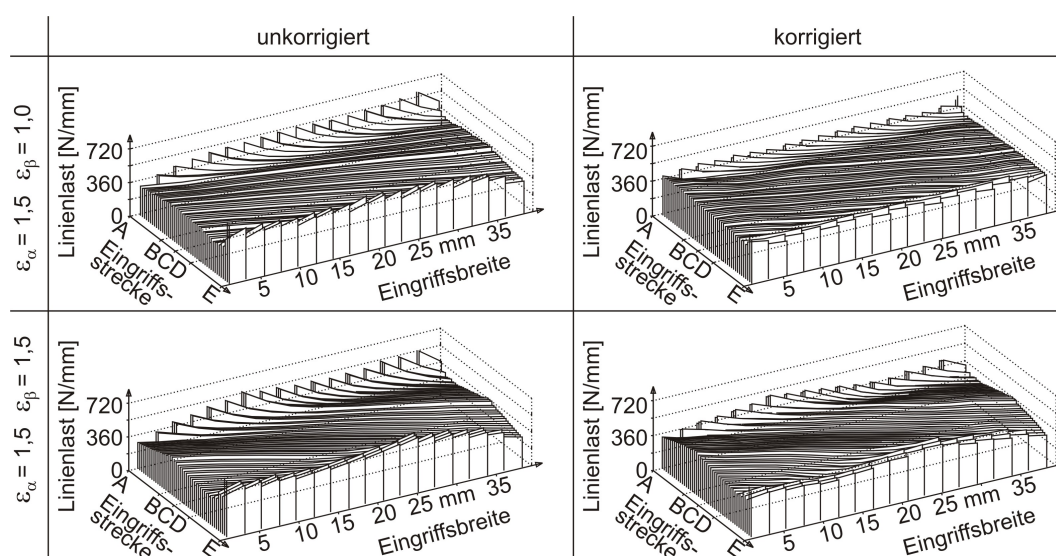 unkorrigiert
korrigiert
εα = 1,5 εβ = 1,0
Linienlast [N/mm]
720
360
0
A
BCD
E
Eingriffs-
strecke
5
10
15
20
25 mm
35
Eingriffsbreite
Linienlast [N/mm]
720
360
0
A
BCD
E
Eingriffs-
strecke
5
10
15
20
25 mm
35
Eingriffsbreite
εα = 1,5 εβ = 1,5
Linienlast [N/mm]
720
360
0
A
BCD
E
Eingriffs-
strecke
5
10
15
20
25 mm
35
Eingriffsbreite
Linienlast [N/mm]
720
360
0
A
BCD
E
Eingriffs-
strecke
5
10
15
20
25 mm
35
Eingriffsbreite